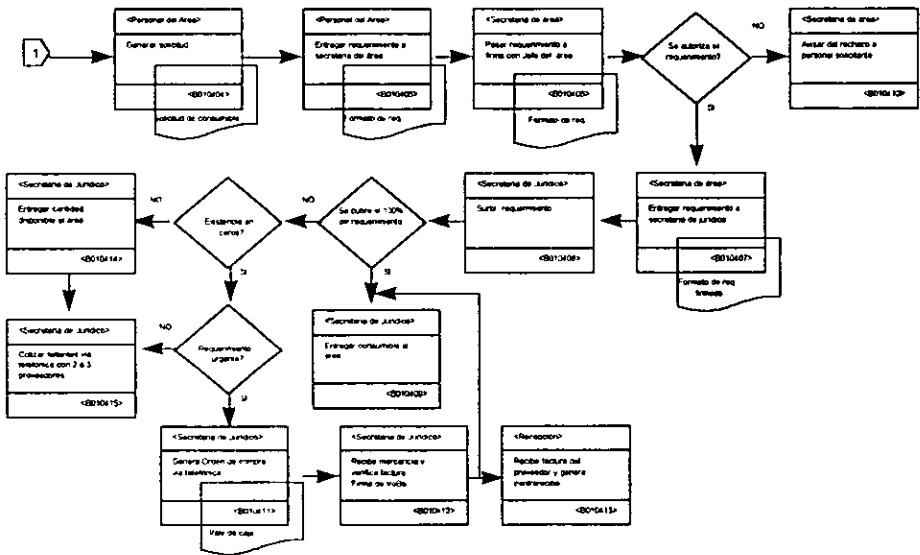 1
<Personal del Area>
Generar solicitud
<B010404>
Solicitud de consumible
<Personal del Area>
Entregar requerimiento a
secretaria del área
<B010405>
Formato de req
<Secretaria de área>
Pasar requerimiento a
firma con Jefe del área
<B010406>
Formato de req
Se autoriza el
requerimiento?
NO
SI
<Secretaria de área>
Avisar del rechazo a
personal solicitante
<Secretaria de área>
Entregar requerimiento a
secretaria de jurídico
<B010407>
Formato de req
firmado
<Secretaria de Jurídico>
Surtir requerimiento
<B010408>
Se cubre el 100%
requerimiento
NO
SI
<Secretaria de Jurídico>
Entregar consumible al
área
<B010409>
Existencia en
ceros?
NO
SI
<Secretaria de Jurídico>
Entregar cantidad
disponible al área
<B010414>
Requerimiento
urgente?
NO
SI
<Secretaria de Jurídico>
Cotizar faltantes vía
telefónica con 2 ó 3
proveedores
<B010415>
<Secretaria de Jurídico>
Genera Orden de compra
vía telefónica
<B010411>
Vale de caja
<Secretaria de Jurídico>
Recibe mercancía y
verifica factura
Firma de VoBo
<B010412>
<Recepción>
Recibe factura del
proveedor y genera
contrarecibo
<B010413>